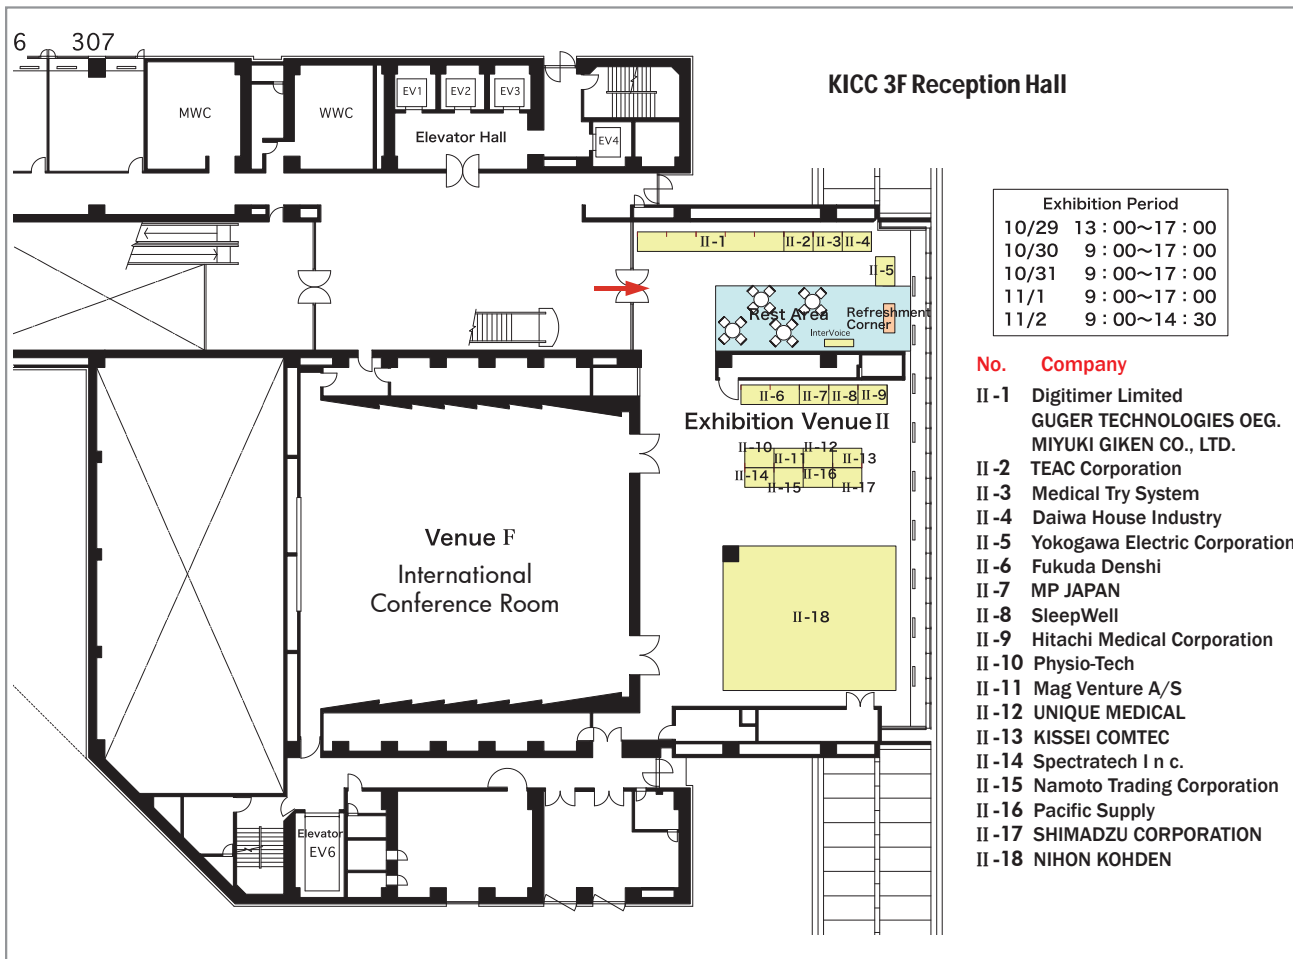 6 307
KICC 3F Reception Hall
MWC
WWC
EV1
EV2
EV3
Elevator Hall
EV4
Exhibition Period
10/29 13：00～17：00
10/30 9：00～17：00
10/31 9：00～17：00
11/1 9：00～17：00
11/2 9：00～14：30
Ⅱ-1
Ⅱ-2
Ⅱ-3
Ⅱ-4
Ⅱ-5
Rest Area
Refreshment
Corner
InterVoice
Ⅱ-6
Ⅱ-7
Ⅱ-8
Ⅱ-9
Exhibition Venue Ⅱ
Ⅱ-10
Ⅱ-12
Ⅱ-11
Ⅱ-13
Ⅱ-14
Ⅱ-16
Ⅱ-15
Ⅱ-17
Ⅱ-18
Venue F
International
Conference Room
Elevator
EV6
No. Company
Ⅱ-1 Digitimer Limited
GUGER TECHNOLOGIES OEG.
MIYUKI GIKEN CO., LTD.
Ⅱ-2 TEAC Corporation
Ⅱ-3 Medical Try System
Ⅱ-4 Daiwa House Industry
Ⅱ-5 Yokogawa Electric Corporation
Ⅱ-6 Fukuda Denshi
Ⅱ-7 MP JAPAN
Ⅱ-8 SleepWell
Ⅱ-9 Hitachi Medical Corporation
Ⅱ-10 Physio-Tech
Ⅱ-11 Mag Venture A/S
Ⅱ-12 UNIQUE MEDICAL
Ⅱ-13 KISSEI COMTEC
Ⅱ-14 Spectratech I n c.
Ⅱ-15 Namoto Trading Corporation
Ⅱ-16 Pacific Supply
Ⅱ-17 SHIMADZU CORPORATION
Ⅱ-18 NIHON KOHDEN